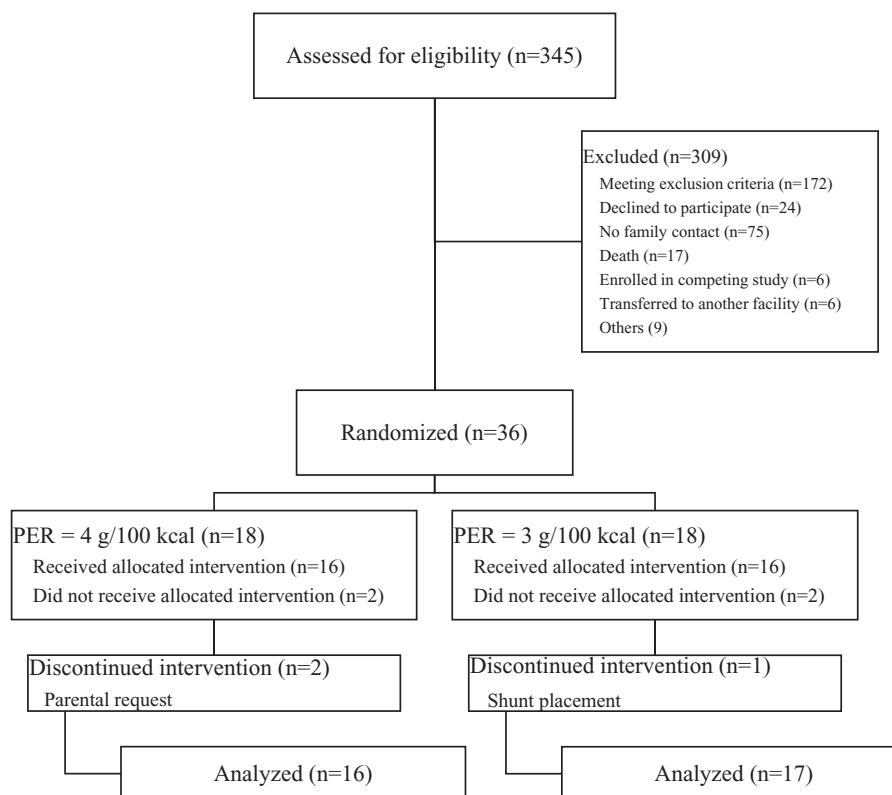 Assessed for eligibility (n=345)
Excluded (n=309)
Meeting exclusion criteria (n=172)
Declined to participate (n=24)
No family contact (n=75)
Death (n=17)
Enrolled in competing study (n=6)
Transferred to another facility (n=6)
Others (9)
Randomized (n=36)
PER = 4 g/100 kcal (n=18)
Received allocated intervention (n=16)
Did not receive allocated intervention (n=2)
PER = 3 g/100 kcal (n=18)
Received allocated intervention (n=16)
Did not receive allocated intervention (n=2)
Discontinued intervention (n=2)
Parental request
Discontinued intervention (n=1)
Shunt placement
Analyzed (n=16)
Analyzed (n=17)